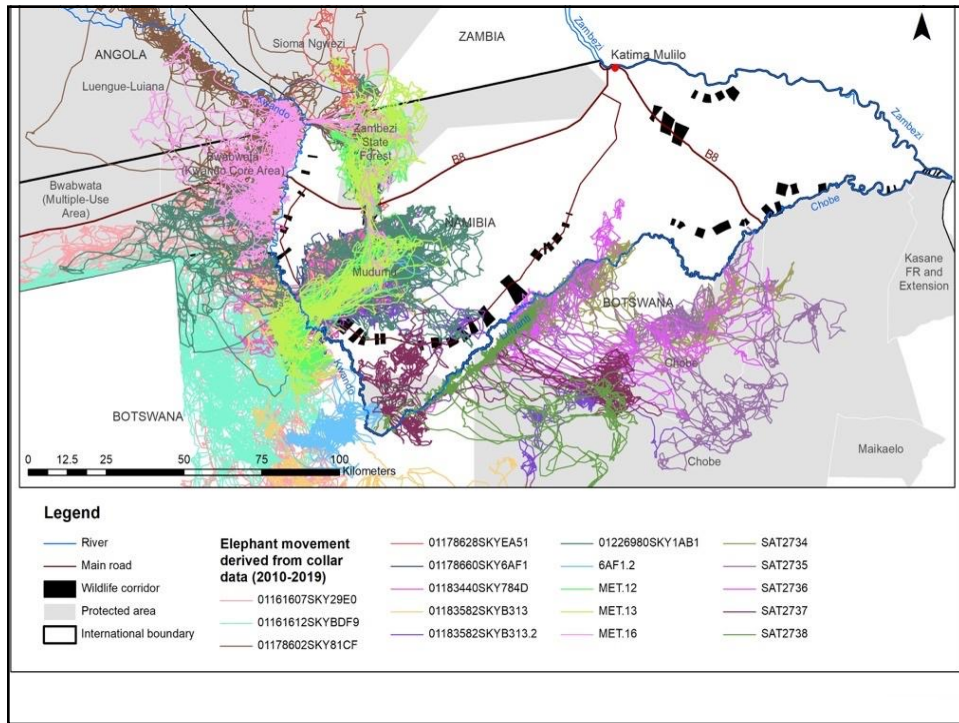 ANGOLA
Luengue-Luiana
Sioma Ngwezi
ZAMBIA
Zambezi
Katima Mulilo
Kwando
Zambezi
State
Forest
Zambezi
B8
B8
Bwabwata
(Kwando Core Area)
Bwabwata
(Multiple-Use
Area)
Chobe
NAMIBIA
Mudumu
Kasane
FR and
Extension
BOTSWANA
Kwando
Chobe
BOTSWANA
Maikaelo
Chobe
0 12.5 25 50 75 100
Kilometers
Legend
River
Main road
Wildlife corridor
Protected area
International boundary
Elephant movement
derived from collar
data (2010-2019)
01161607SKY29E0
01161612SKYBDF9
01178602SKY81CF
01178628SKYEA51
01178660SKY6AF1
01183440SKY784D
01183582SKYB313
01183582SKYB313.2
01226980SKY1AB1
6AF1.2
MET.12
MET.13
MET.16
SAT2734
SAT2735
SAT2736
SAT2737
SAT2738